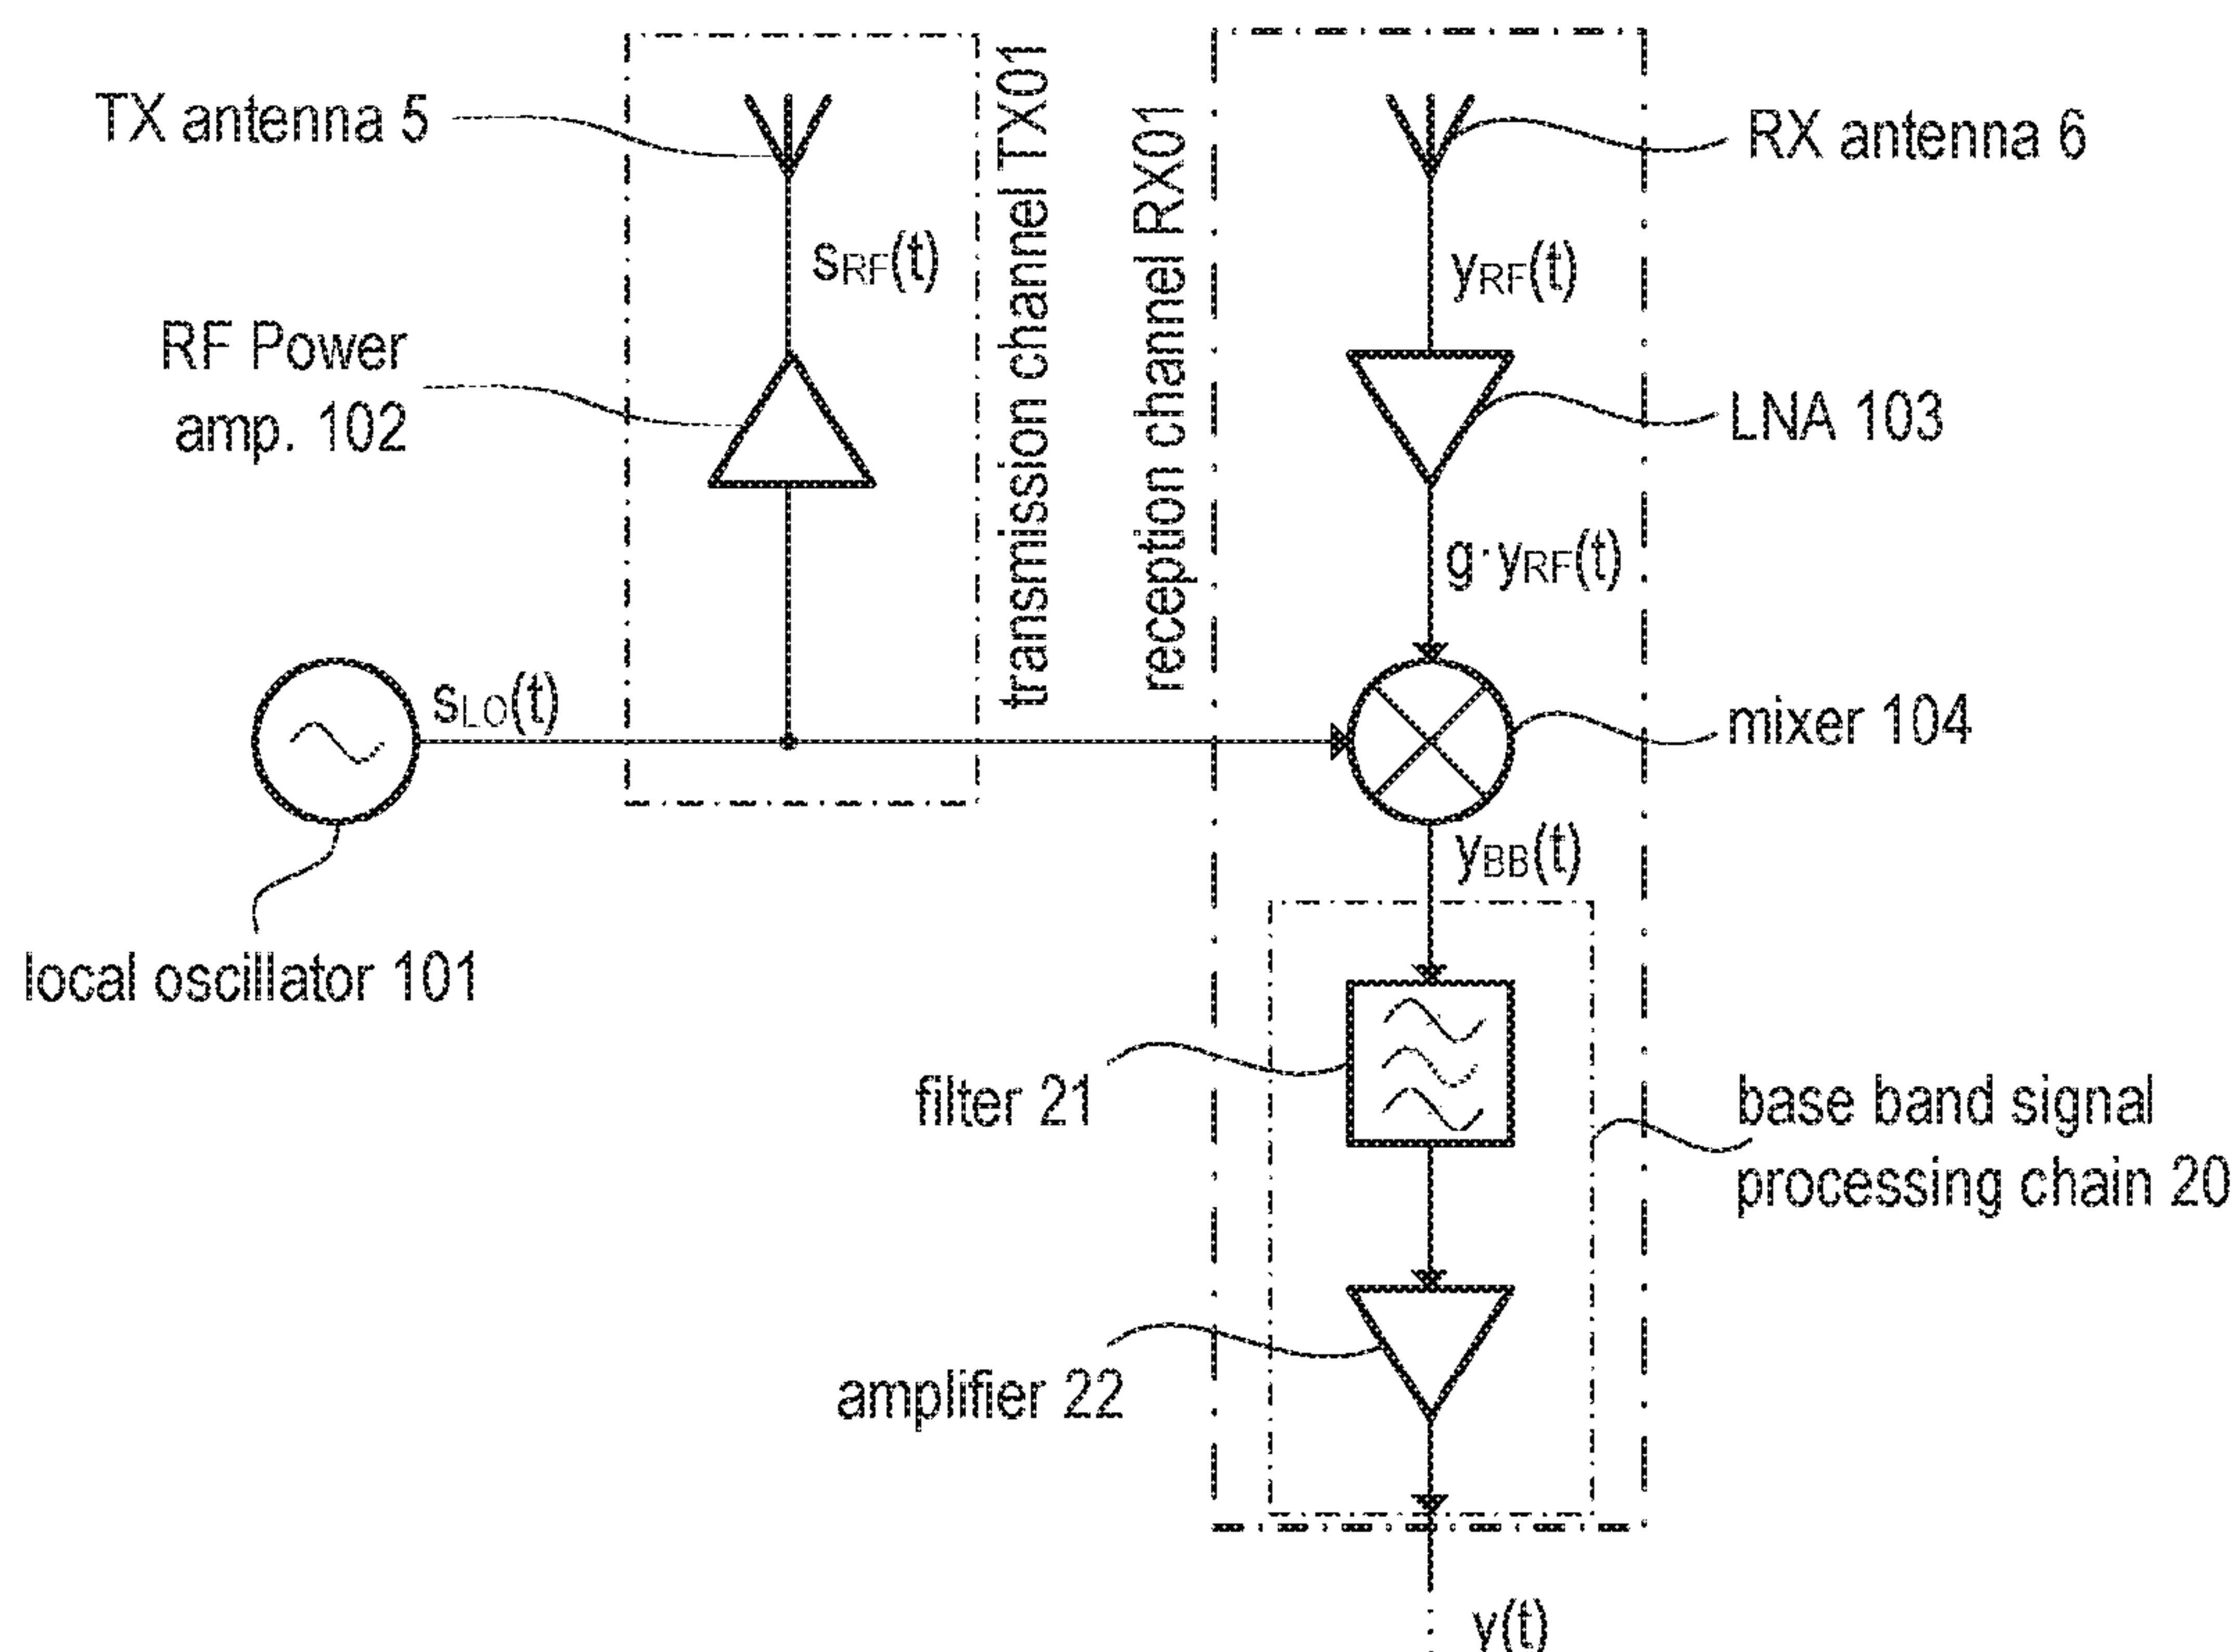 TX antenna 5
transmission channel TX01
reception channel RX01
RX antenna 6
sRF(t)
yRF(t)
RF Power
amp. 102
LNA 103
g·yRF(t)
sLO(t)
mixer 104
yBB(t)
local oscillator 101
filter 21
base band signal
processing chain 20
amplifier 22
y(t)